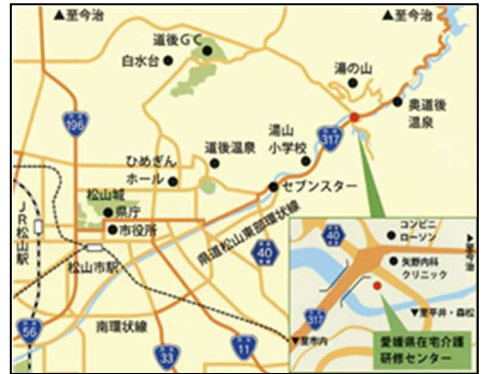 ▲至今治
▲至今治
道後GC
白水台
湯の山
奥道後
温泉
196
317
湯山
小学校
道後温泉
ひめぎん
ホール
セブンスター
松山城
県庁
市役所
JR松山駅
松山市駅
県道松山東部環状線
40
南環状線
56
33
11
40
コンビニ
ローソン
▲至今治
矢野内科
クリニック
▼至平井・森松
317
▼至市内
愛媛県在宅介護
研修センター